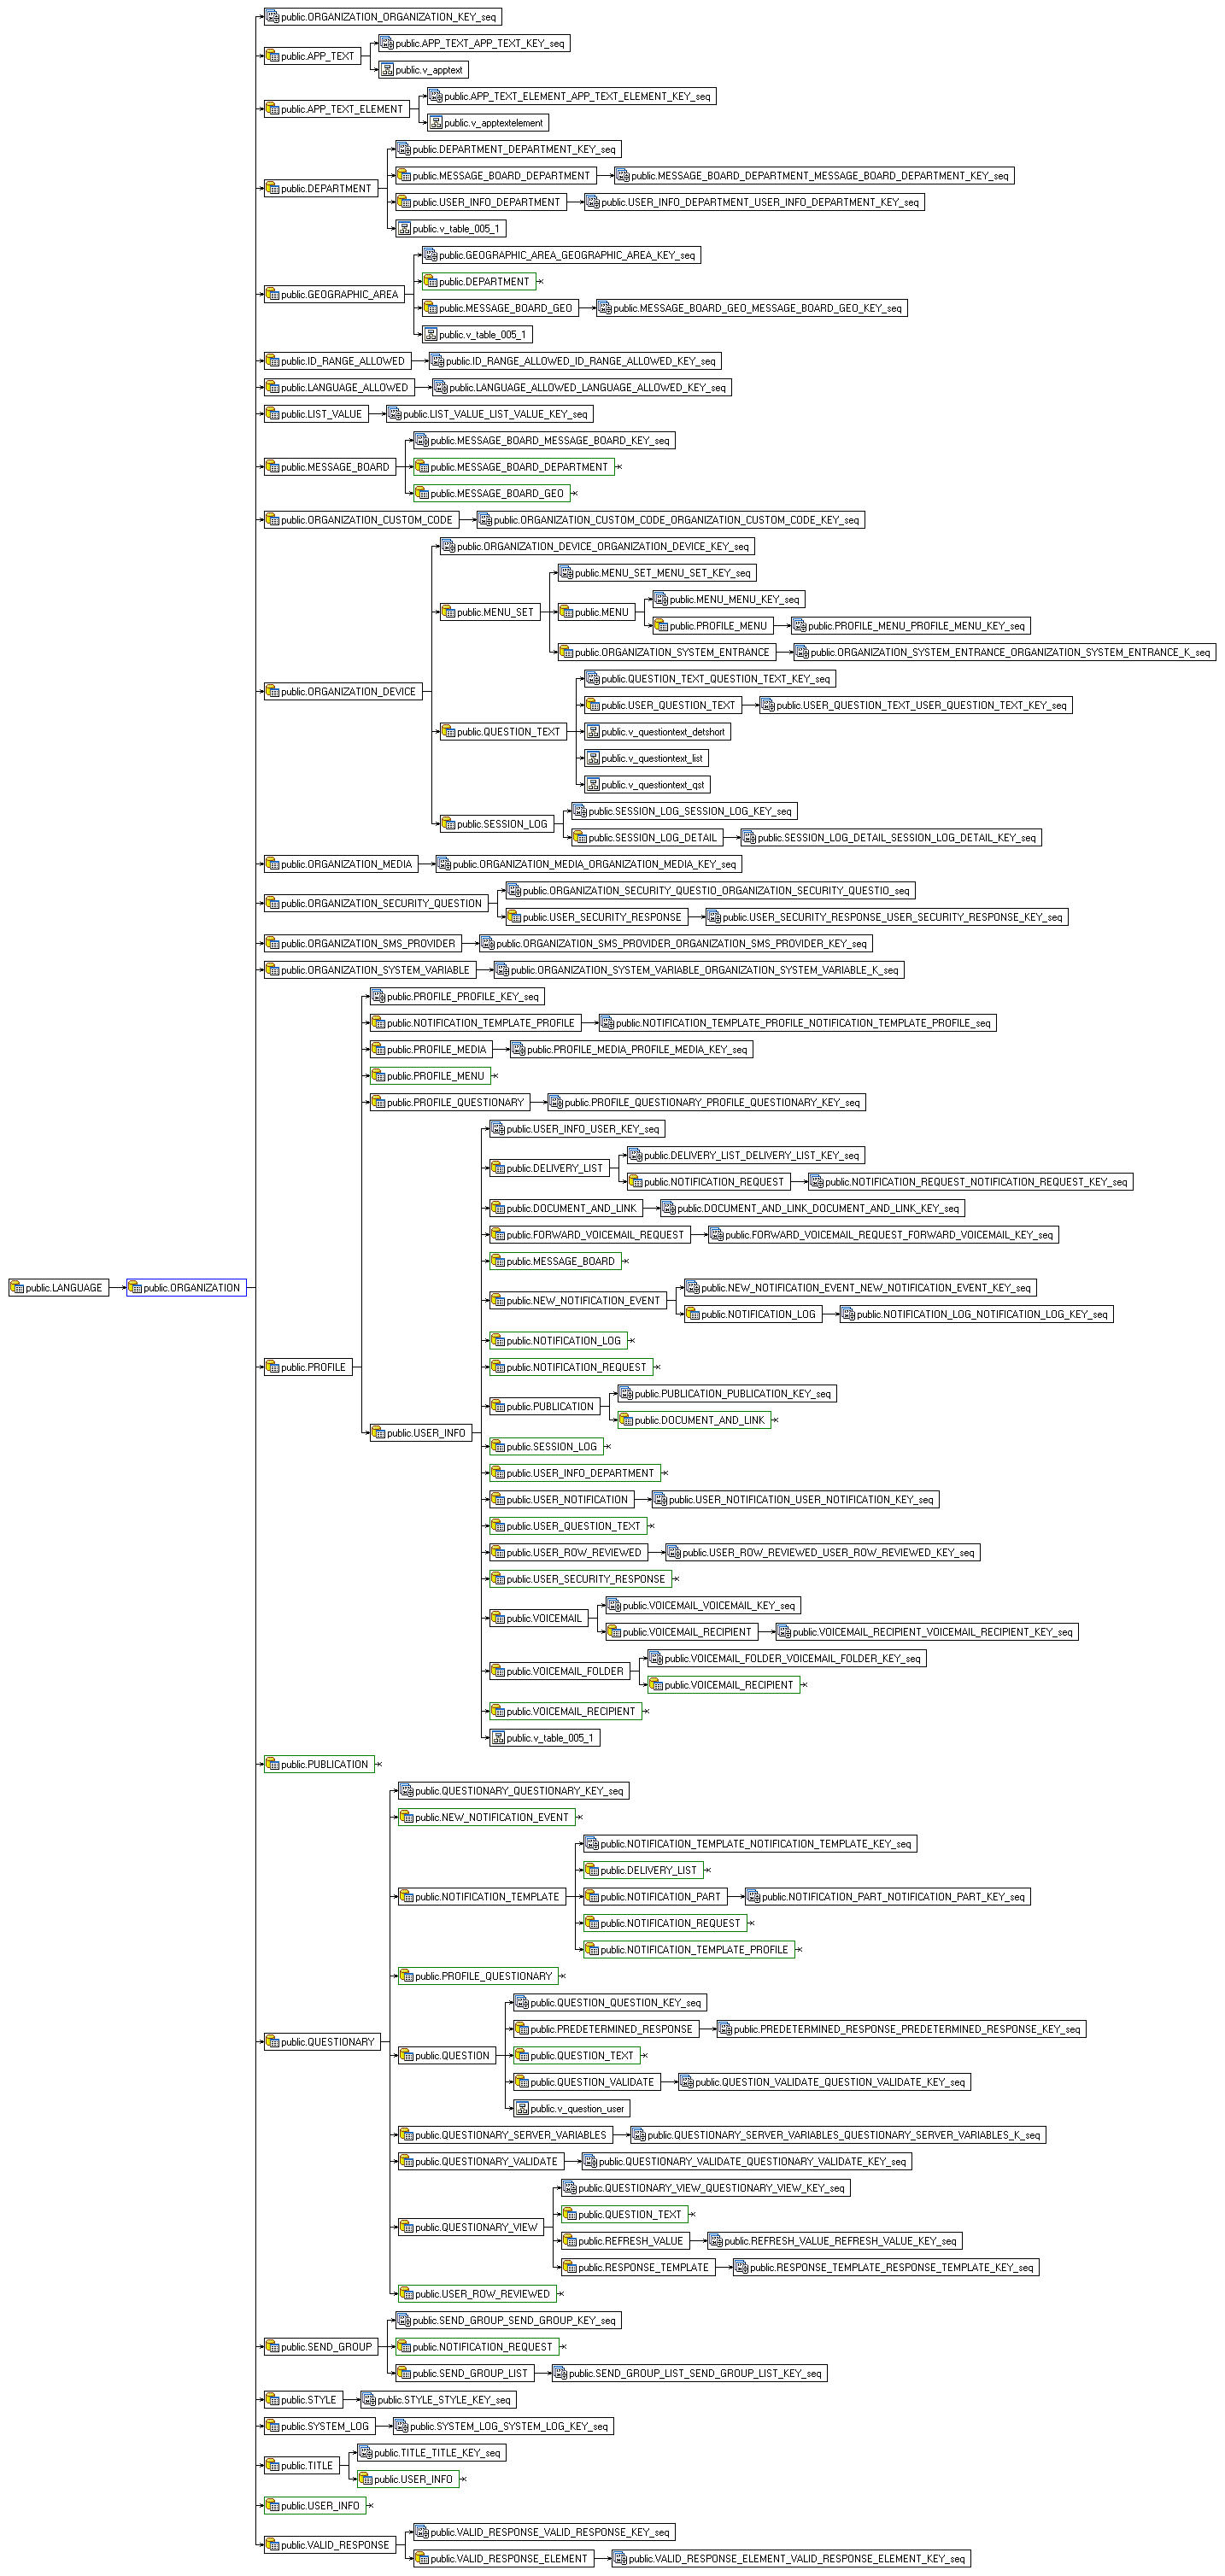 public.ORGANIZATION_ORGANIZATION_KEY_seq
public.APP_TEXT_APP_TEXT_KEY_seq
public.APP_TEXT
public.v_apptext
public.APP_TEXT_ELEMENT_APP_TEXT_ELEMENT_KEY_seq
public.APP_TEXT_ELEMENT
public.v_apptextelement
public.DEPARTMENT_DEPARTMENT_KEY_seq
public.MESSAGE_BOARD_DEPARTMENT public.MESSAGE_BOARD_DEPARTMENT_MESSAGE_BOARD_DEPARTMENT_KEY_seq
public.DEPARTMENT
public.USER_INFO_DEPARTMENT public.USER_INFO_DEPARTMENT_USER_INFO_DEPARTMENT_KEY_seq
public.v_table_005_1
public.GEOGRAPHIC_AREA_GEOGRAPHIC_AREA_KEY_seq
public.DEPARTMENT
public.GEOGRAPHIC_AREA
public.MESSAGE_BOARD_GEO public.MESSAGE_BOARD_GEO_MESSAGE_BOARD_GEO_KEY_seq
public.v_table_005_1
public.ID_RANGE_ALLOWED public.ID_RANGE_ALLOWED_ID_RANGE_ALLOWED_KEY_seq
public.LANGUAGE_ALLOWED public.LANGUAGE_ALLOWED_LANGUAGE_ALLOWED_KEY_seq
public.LIST_VALUE public.LIST_VALUE_LIST_VALUE_KEY_seq
public.MESSAGE_BOARD_MESSAGE_BOARD_KEY_seq
public.MESSAGE_BOARD public.MESSAGE_BOARD_DEPARTMENT
public.MESSAGE_BOARD_GEO
public.ORGANIZATION_CUSTOM_CODE public.ORGANIZATION_CUSTOM_CODE_ORGANIZATION_CUSTOM_CODE_KEY_seq
public.ORGANIZATION_DEVICE_ORGANIZATION_DEVICE_KEY_seq
public.MENU_SET_MENU_SET_KEY_seq
public.MENU_MENU_KEY_seq
public.MENU_SET public.MENU
public.PROFILE_MENU public.PROFILE_MENU_PROFILE_MENU_KEY_seq
public.ORGANIZATION_SYSTEM_ENTRANCE public.ORGANIZATION_SYSTEM_ENTRANCE_ORGANIZATION_SYSTEM_ENTRANCE_K_seq
public.QUESTION_TEXT_QUESTION_TEXT_KEY_seq
public.ORGANIZATION_DEVICE
public.USER_QUESTION_TEXT public.USER_QUESTION_TEXT_USER_QUESTION_TEXT_KEY_seq
public.QUESTION_TEXT public.v_questiontext_detshort
public.v_questiontext_list
public.v_questiontext_qst
public.SESSION_LOG_SESSION_LOG_KEY_seq
public.SESSION_LOG
public.SESSION_LOG_DETAIL public.SESSION_LOG_DETAIL_SESSION_LOG_DETAIL_KEY_seq
public.ORGANIZATION_MEDIA public.ORGANIZATION_MEDIA_ORGANIZATION_MEDIA_KEY_seq
public.ORGANIZATION_SECURITY_QUESTIO_ORGANIZATION_SECURITY_QUESTIO_seq
public.ORGANIZATION_SECURITY_QUESTION
public.USER_SECURITY_RESPONSE public.USER_SECURITY_RESPONSE_USER_SECURITY_RESPONSE_KEY_seq
public.ORGANIZATION_SMS_PROVIDER public.ORGANIZATION_SMS_PROVIDER_ORGANIZATION_SMS_PROVIDER_KEY_seq
public.ORGANIZATION_SYSTEM_VARIABLE public.ORGANIZATION_SYSTEM_VARIABLE_ORGANIZATION_SYSTEM_VARIABLE_K_seq
public.PROFILE_PROFILE_KEY_seq
public.NOTIFICATION_TEMPLATE_PROFILE public.NOTIFICATION_TEMPLATE_PROFILE_NOTIFICATION_TEMPLATE_PROFILE_seq
public.PROFILE_MEDIA public.PROFILE_MEDIA_PROFILE_MEDIA_KEY_seq
public.PROFILE_MENU
public.PROFILE_QUESTIONARY public.PROFILE_QUESTIONARY_PROFILE_QUESTIONARY_KEY_seq
public.USER_INFO_USER_KEY_seq
public.DELIVERY_LIST_DELIVERY_LIST_KEY_seq
public.DELIVERY_LIST
public.NOTIFICATION_REQUEST public.NOTIFICATION_REQUEST_NOTIFICATION_REQUEST_KEY_seq
public.DOCUMENT_AND_LINK public.DOCUMENT_AND_LINK_DOCUMENT_AND_LINK_KEY_seq
public.FORWARD_VOICEMAIL_REQUEST public.FORWARD_VOICEMAIL_REQUEST_FORWARD_VOICEMAIL_KEY_seq
public.MESSAGE_BOARD
public.LANGUAGE public.ORGANIZATION
public.NEW_NOTIFICATION_EVENT_NEW_NOTIFICATION_EVENT_KEY_seq
public.NEW_NOTIFICATION_EVENT
public.NOTIFICATION_LOG public.NOTIFICATION_LOG_NOTIFICATION_LOG_KEY_seq
public.NOTIFICATION_LOG
public.PROFILE public.NOTIFICATION_REQUEST
public.PUBLICATION_PUBLICATION_KEY_seq
public.PUBLICATION
public.DOCUMENT_AND_LINK
public.USER_INFO
public.SESSION_LOG
public.USER_INFO_DEPARTMENT
public.USER_NOTIFICATION public.USER_NOTIFICATION_USER_NOTIFICATION_KEY_seq
public.USER_QUESTION_TEXT
public.USER_ROW_REVIEWED public.USER_ROW_REVIEWED_USER_ROW_REVIEWED_KEY_seq
public.USER_SECURITY_RESPONSE
public.VOICEMAIL_VOICEMAIL_KEY_seq
public.VOICEMAIL
public.VOICEMAIL_RECIPIENT public.VOICEMAIL_RECIPIENT_VOICEMAIL_RECIPIENT_KEY_seq
public.VOICEMAIL_FOLDER_VOICEMAIL_FOLDER_KEY_seq
public.VOICEMAIL_FOLDER
public.VOICEMAIL_RECIPIENT
public.VOICEMAIL_RECIPIENT
public.v_table_005_1
public.PUBLICATION
public.QUESTIONARY_QUESTIONARY_KEY_seq
public.NEW_NOTIFICATION_EVENT
public.NOTIFICATION_TEMPLATE_NOTIFICATION_TEMPLATE_KEY_seq
public.DELIVERY_LIST
public.NOTIFICATION_TEMPLATE public.NOTIFICATION_PART public.NOTIFICATION_PART_NOTIFICATION_PART_KEY_seq
public.NOTIFICATION_REQUEST
public.NOTIFICATION_TEMPLATE_PROFILE
public.PROFILE_QUESTIONARY
public.QUESTION_QUESTION_KEY_seq
public.PREDETERMINED_RESPONSE public.PREDETERMINED_RESPONSE_PREDETERMINED_RESPONSE_KEY_seq
public.QUESTIONARY
public.QUESTION public.QUESTION_TEXT
public.QUESTION_VALIDATE public.QUESTION_VALIDATE_QUESTION_VALIDATE_KEY_seq
public.v_question_user
public.QUESTIONARY_SERVER_VARIABLES public.QUESTIONARY_SERVER_VARIABLES_QUESTIONARY_SERVER_VARIABLES_K_seq
public.QUESTIONARY_VALIDATE public.QUESTIONARY_VALIDATE_QUESTIONARY_VALIDATE_KEY_seq
public.QUESTIONARY_VIEW_QUESTIONARY_VIEW_KEY_seq
public.QUESTION_TEXT
public.QUESTIONARY_VIEW
public.REFRESH_VALUE public.REFRESH_VALUE_REFRESH_VALUE_KEY_seq
public.RESPONSE_TEMPLATE public.RESPONSE_TEMPLATE_RESPONSE_TEMPLATE_KEY_seq
public.USER_ROW_REVIEWED
public.SEND_GROUP_SEND_GROUP_KEY_seq
public.SEND_GROUP public.NOTIFICATION_REQUEST
public.SEND_GROUP_LIST public.SEND_GROUP_LIST_SEND_GROUP_LIST_KEY_seq
public.STYLE public.STYLE_STYLE_KEY_seq
public.SYSTEM_LOG public.SYSTEM_LOG_SYSTEM_LOG_KEY_seq
public.TITLE_TITLE_KEY_seq
public.TITLE
public.USER_INFO
public.USER_INFO
public.VALID_RESPONSE_VALID_RESPONSE_KEY_seq
public.VALID_RESPONSE
public.VALID_RESPONSE_ELEMENT public.VALID_RESPONSE_ELEMENT_VALID_RESPONSE_ELEMENT_KEY_seq